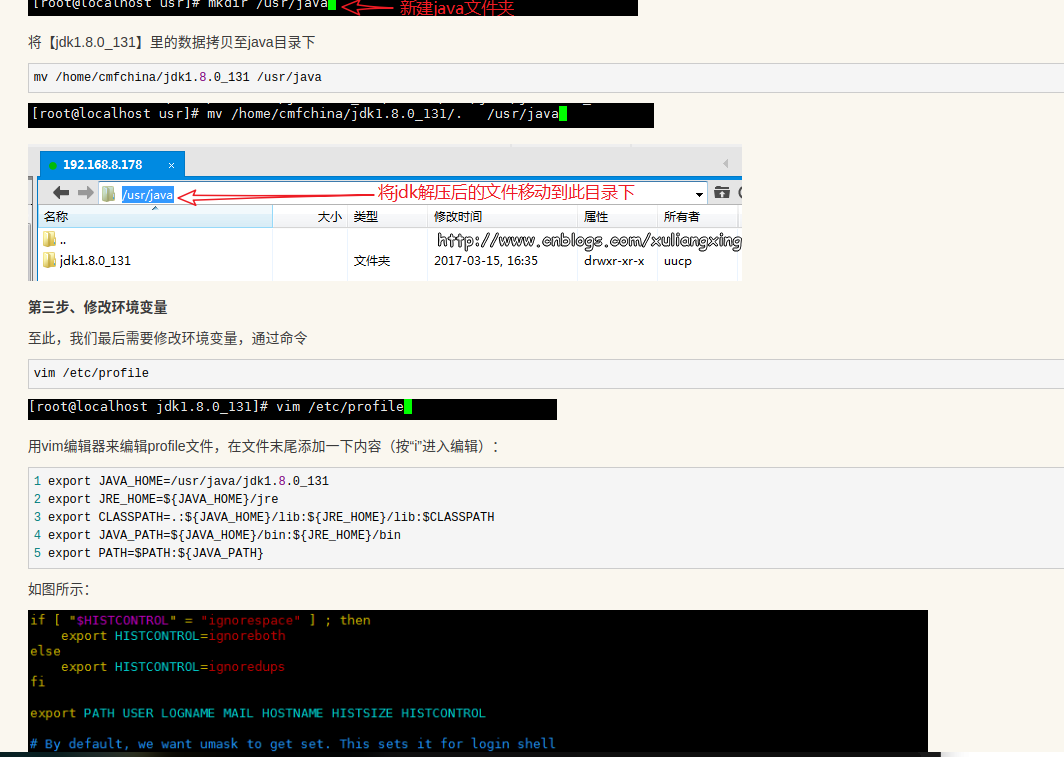 [root@localhost usr]# mkdir /usr/java
新建java文件夹
将【jdk1.8.0_131】里的数据拷贝至java目录下
mv /home/cmfchina/jdk1.8.0_131 /usr/java
[root@localhost usr]# mv /home/cmfchina/jdk1.8.0_131/. /usr/java
192.168.8.178 ×
/usr/java 将jdk解压后的文件移动到此目录下
名称 大小 类型 修改时间 属性 所有者
..
http://www.cnblogs.com/xuliangxing
jdk1.8.0_131 文件夹 2017-03-15, 16:35 drwxr-xr-x uucp
第三步、修改环境变量
至此，我们最后需要修改环境变量，通过命令
vim /etc/profile
[root@localhost jdk1.8.0_131]# vim /etc/profile
用vim编辑器来编辑profile文件，在文件末尾添加一下内容（按“i”进入编辑）：
1 export JAVA_HOME=/usr/java/jdk1.8.0_131
2 export JRE_HOME=${JAVA_HOME}/jre
3 export CLASSPATH=.:${JAVA_HOME}/lib:${JRE_HOME}/lib:$CLASSPATH
4 export JAVA_PATH=${JAVA_HOME}/bin:${JRE_HOME}/bin
5 export PATH=$PATH:${JAVA_PATH}
如图所示：
if [ "$HISTCONTROL" = "ignorespace" ] ; then
export HISTCONTROL=ignoreboth
else
export HISTCONTROL=ignoredups
fi
export PATH USER LOGNAME MAIL HOSTNAME HISTSIZE HISTCONTROL
# By default, we want umask to get set. This sets it for login shell